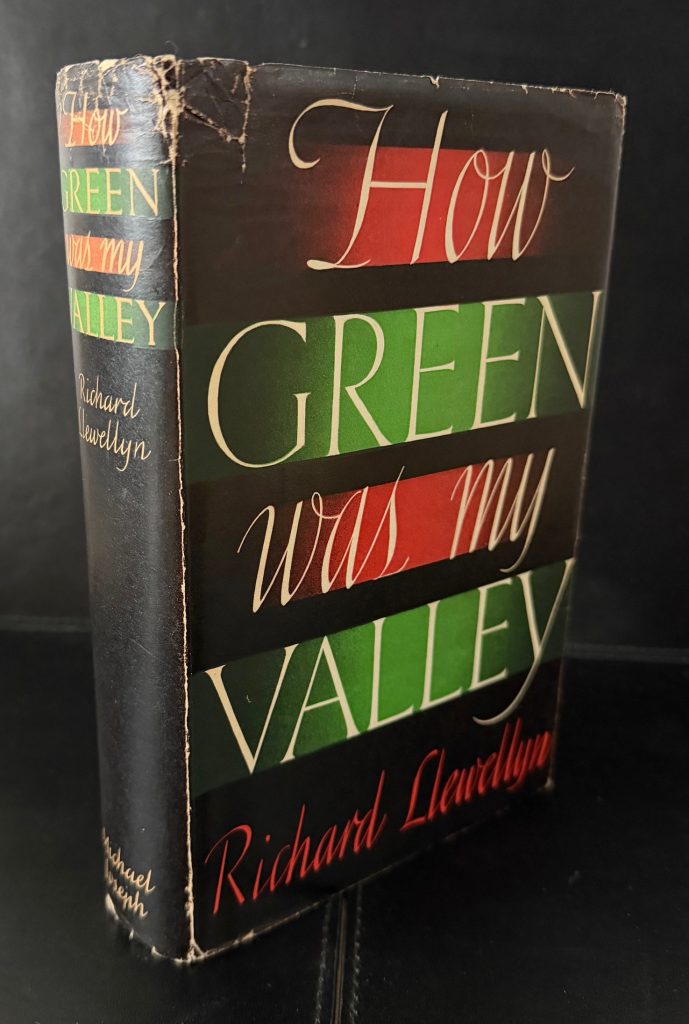 How
GREEN
was my
VALLEY
Richard
Llewellyn
Michael
Joseph
How
GREEN
was my
VALLEY
Richard Llewellyn